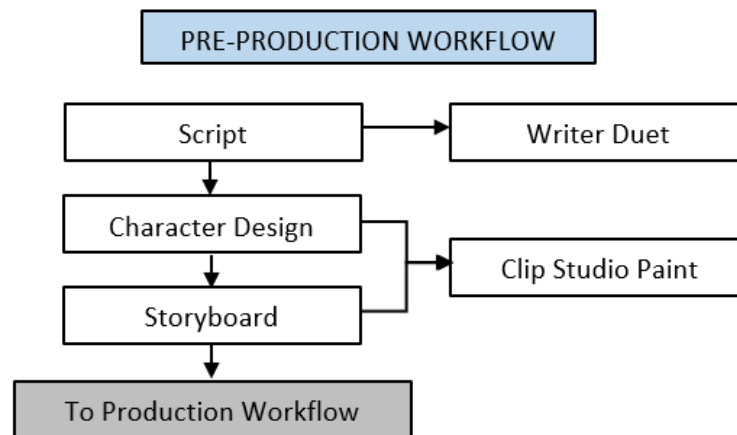 PRE-PRODUCTION WORKFLOW
Script
Writer Duet
Character Design
Clip Studio Paint
Storyboard
To Production Workflow